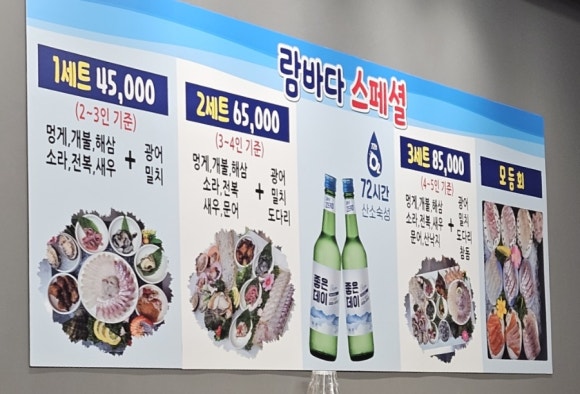 람바다 스페셜
1세트 45,000
(2~3인 기준)
멍게,개불,해삼
소라,전복,새우
+
광어
밀치
2세트 65,000
(3~4인 기준)
멍게,개불,해삼
소라,전복
새우,문어
+
광어
밀치
도다리
72시간
산소숙성
좋은
데이
좋은
데이
3세트 85,000
(4~5인 기준)
멍게,개불,해삼
소라,전복,새우
문어,산낙지
+
광어
밀치
도다리
참돔
모듬회